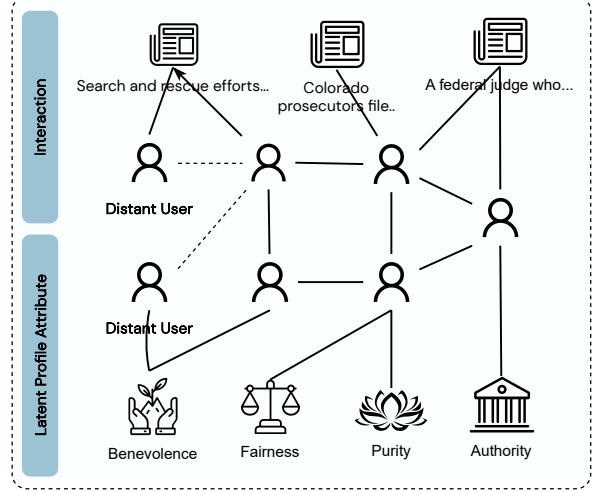 Interaction
Search and rescue efforts...
Colorado
prosecutors file..
A federal judge who...
Distant User
Latent Profile Attribute
Distant User
Benevolence
Fairness
Purity
Authority